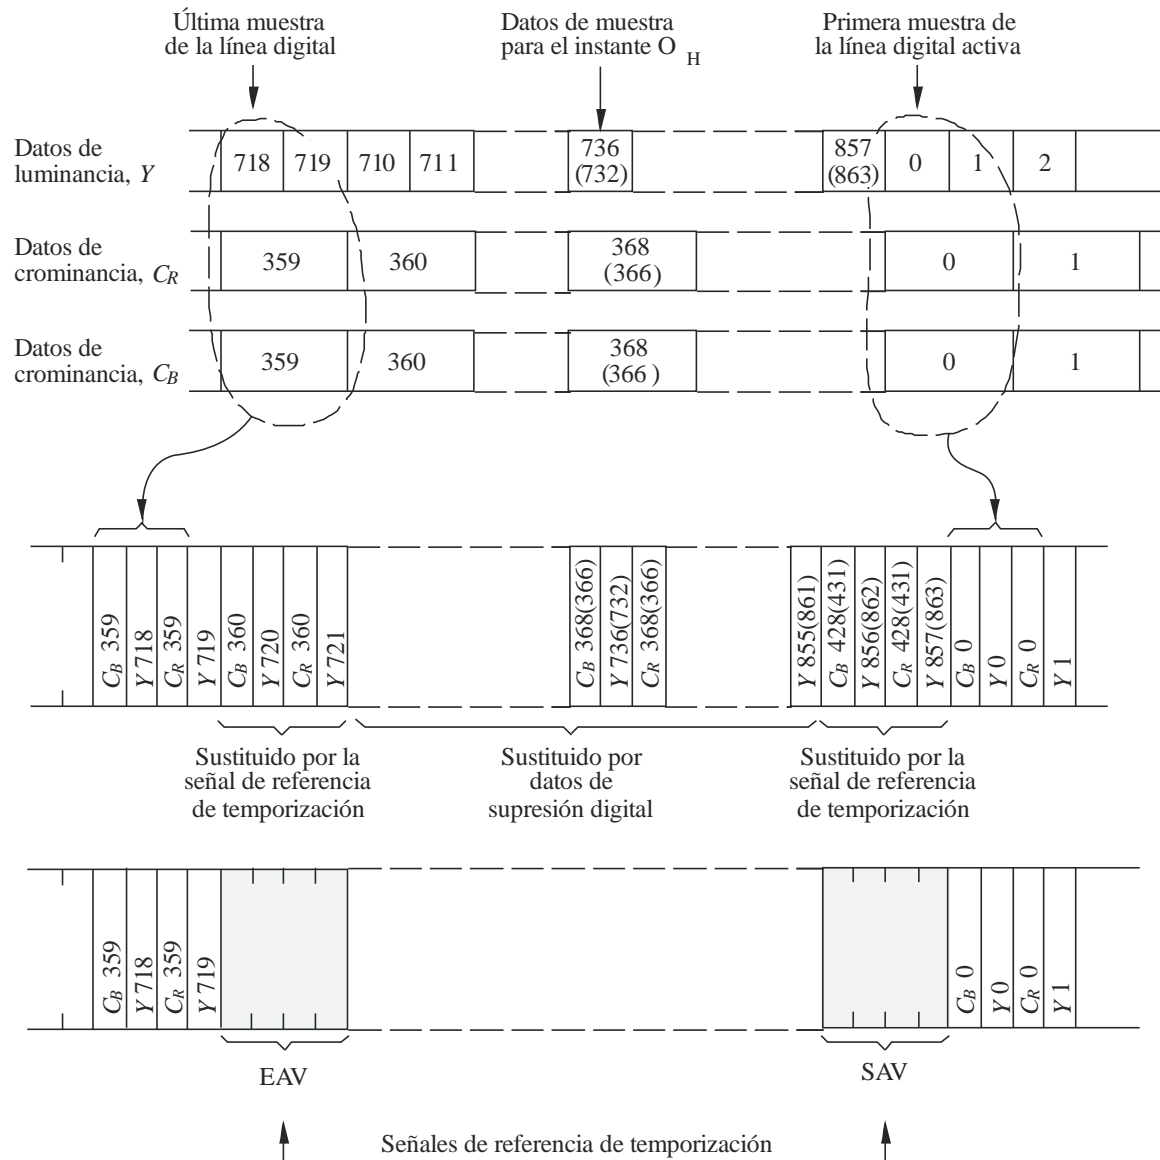 Última muestra
de la línea digital
Datos de muestra
para el instante O H
Primera muestra de
la línea digital activa
Datos de
luminancia, Y
718 719 710 711
736
(732)
857
(863)
0 1 2
Datos de
crominancia, CR
359 360
368
(366)
0 1
Datos de
crominancia, CB
359 360
368
(366)
0 1
CB 359
Y 718
CR 359
Y 719
CB 360
Y 720
CR 360
Y 721
CB 368(366)
Y 736(732)
CR 368(366)
Y 855(861)
CB 428(431)
Y 856(862)
CR 428(431)
Y 857(863)
CB 0
Y 0
CR 0
Y 1
Sustituido por la
señal de referencia
de temporización
Sustituido por
datos de
supresión digital
Sustituido por la
señal de referencia
de temporización
CB 359
Y 718
CR 359
Y 719
CB 0
Y 0
CR 0
Y 1
EAV
SAV
Señales de referencia de temporización